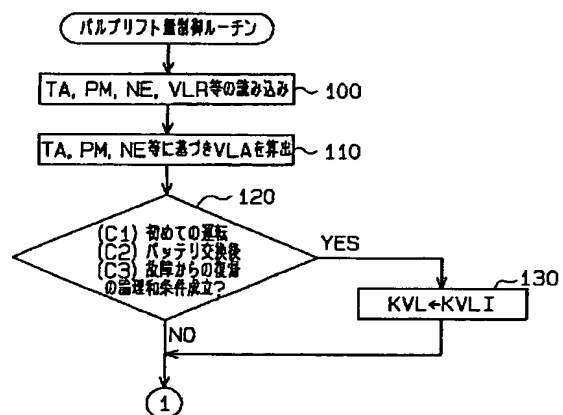 バルブリフト量制御ルーチン
TA, PM, NE, VLR等の読み込み
100
TA, PM, NE等に基づきVLAを算出
110
120
(C1) 初めての運転
(C2) バッテリ交換後
(C3) 故障からの復帰
の論理和条件成立?
YES
130
KVL←KVLI
NO
1